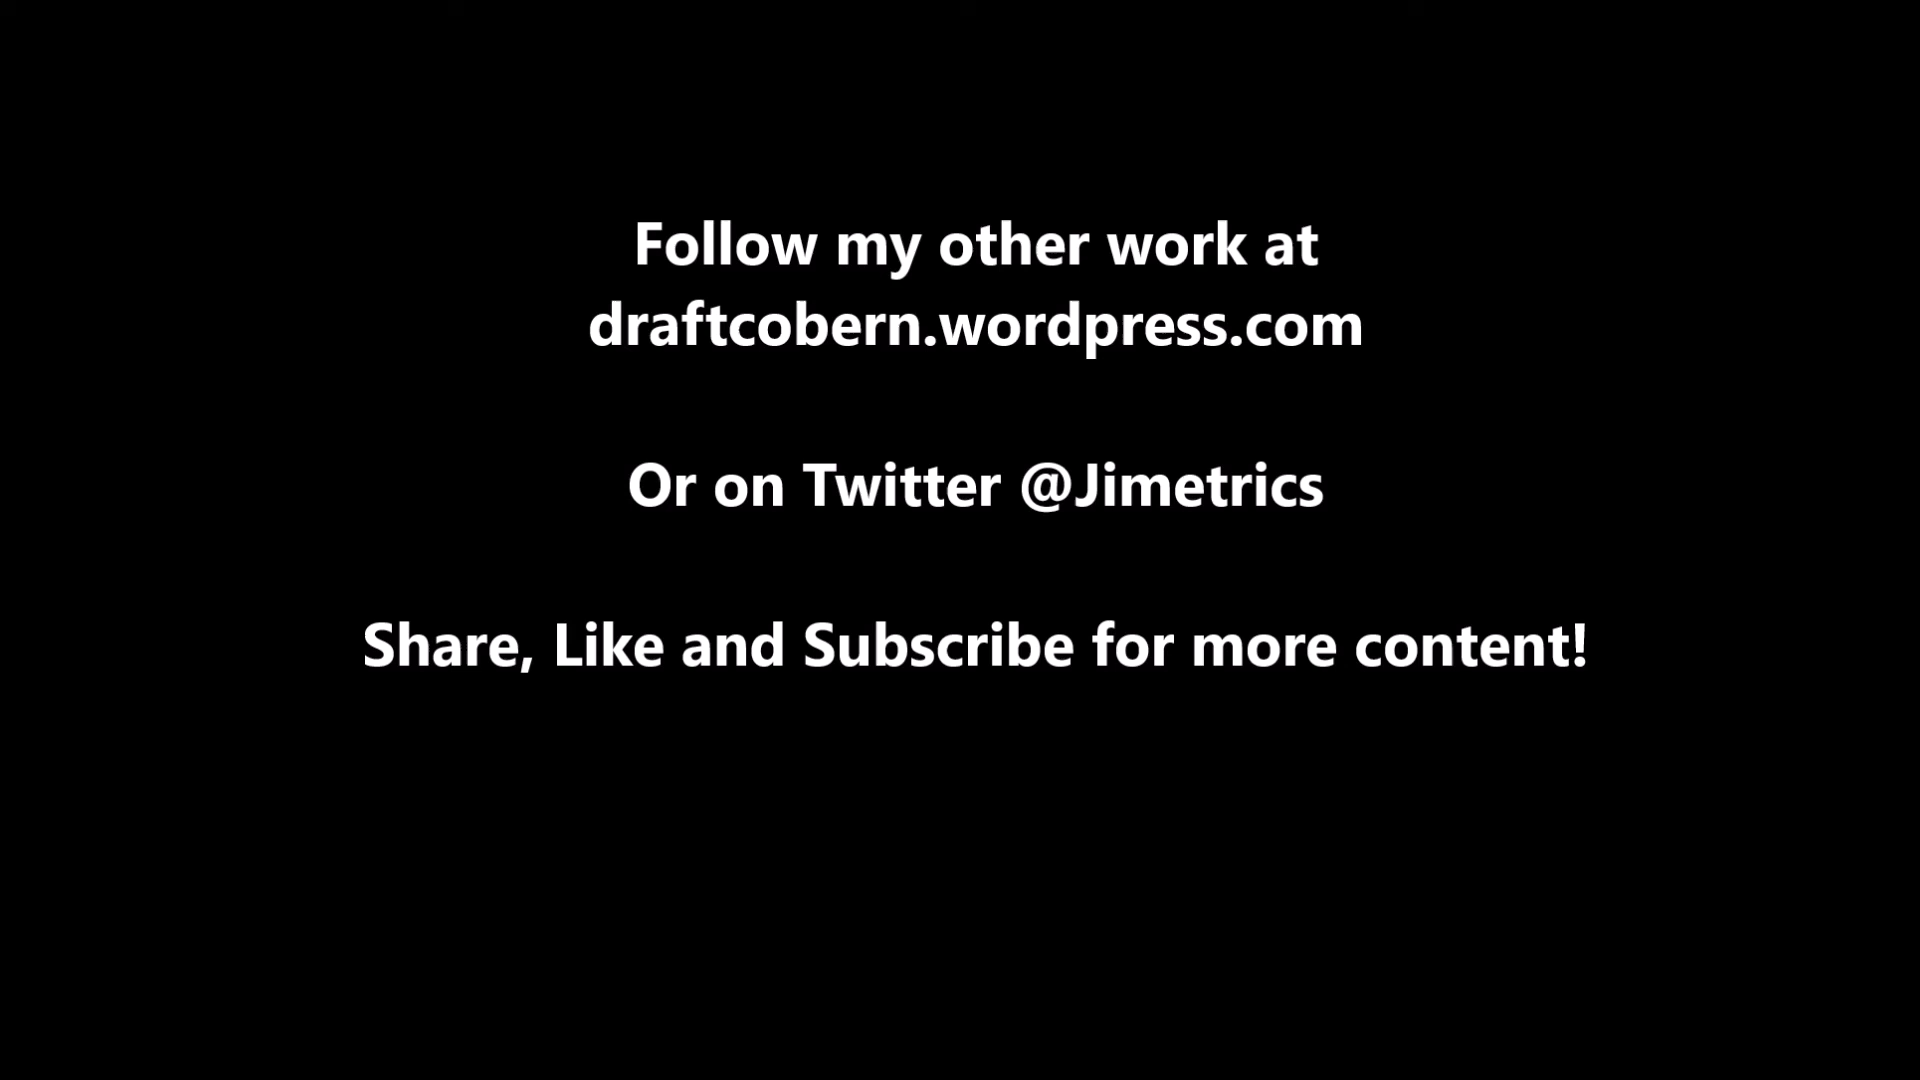 Follow my other work at
draftcobern.wordpress.com
Or on Twitter @Jimetrics
Share, Like and Subscribe for more content!